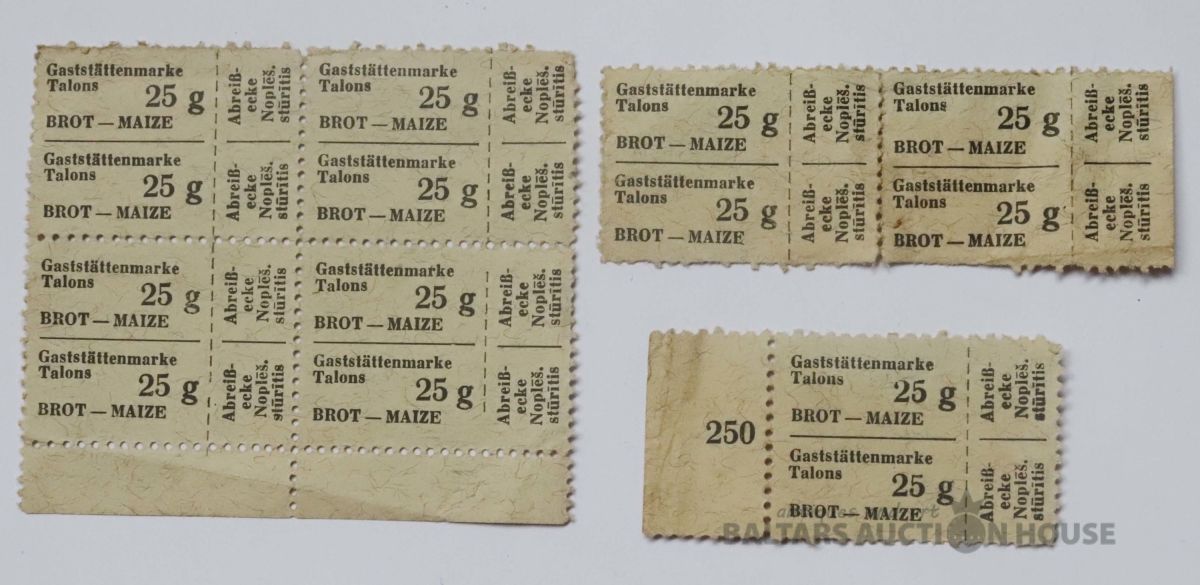 Gaststättenmarke
Talons
25 g
BROT — MAIZE
Abreiß-
ecke
Noplēš.
stūrītis
Gaststättenmarke
Talons
25 g
BROT — MAIZE
Abreiß-
ecke
Noplēš.
stūrītis
Gaststättenmarke
Talons
25 g
BROT — MAIZE
Abreiß-
ecke
Noplēš.
stūrītis
Gaststättenmarke
Talons
25 g
BROT — MAIZE
Abreiß-
ecke
Noplēš.
stūrītis
Gaststättenmarke
Talons
25 g
BROT — MAIZE
Abreiß-
ecke
Noplēš.
stūrītis
Gaststättenmarke
Talons
25 g
BROT — MAIZE
Abreiß-
ecke
Noplēš.
stūrītis
Gaststättenmarke
Talons
25 g
BROT — MAIZE
Abreiß-
ecke
Noplēš.
stūrītis
Gaststättenmarke
Talons
25 g
BROT — MAIZE
Abreiß-
ecke
Noplēš.
stūrītis
Gaststättenmarke
Talons
25 g
BROT — MAIZE
Abreiß-
ecke
Noplēš.
stūrītis
Gaststättenmarke
Talons
25 g
BROT — MAIZE
Abreiß-
ecke
Noplēš.
stūrītis
Gaststättenmarke
Talons
25 g
BROT — MAIZE
Abreiß-
ecke
Noplēš.
stūrītis
Gaststättenmarke
Talons
25 g
BROT — MAIZE
Abreiß-
ecke
Noplēš.
stūrītis
250
Gaststättenmarke
Talons
25 g
BROT — MAIZE
Abreiß-
ecke
Noplēš.
stūrītis
Gaststättenmarke
Talons
25 g
BROT — MAIZE
Abreiß-
ecke
Noplēš.
stūrītis
BALTARS AUCTION HOUSE